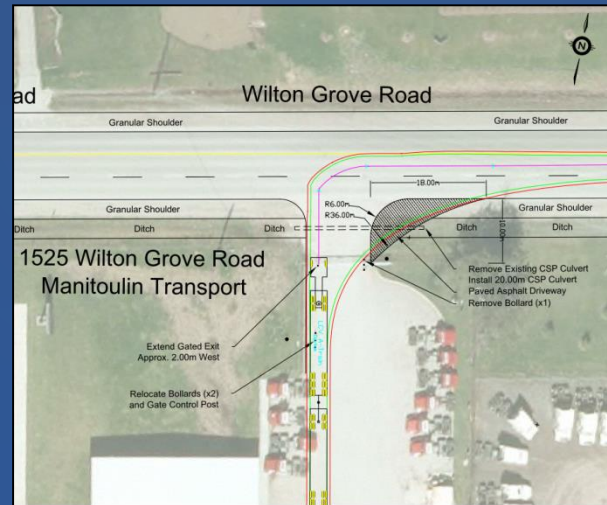 N
ad
Wilton Grove Road
Granular Shoulder
Granular Shoulder
18.00m
R6.00m
R36.00m
10.00m
Granular Shoulder
Granular Shoulder
Ditch
Ditch
Ditch
Ditch
Ditch
1525 Wilton Grove Road
Manitoulin Transport
Remove Existing CSP Culvert
Install 20.00m CSP Culvert
Paved Asphalt Driveway
Remove Bollard (x1)
Extend Gated Exit
Approx. 2.00m West
Relocate Bollards (x2)
and Gate Control Post